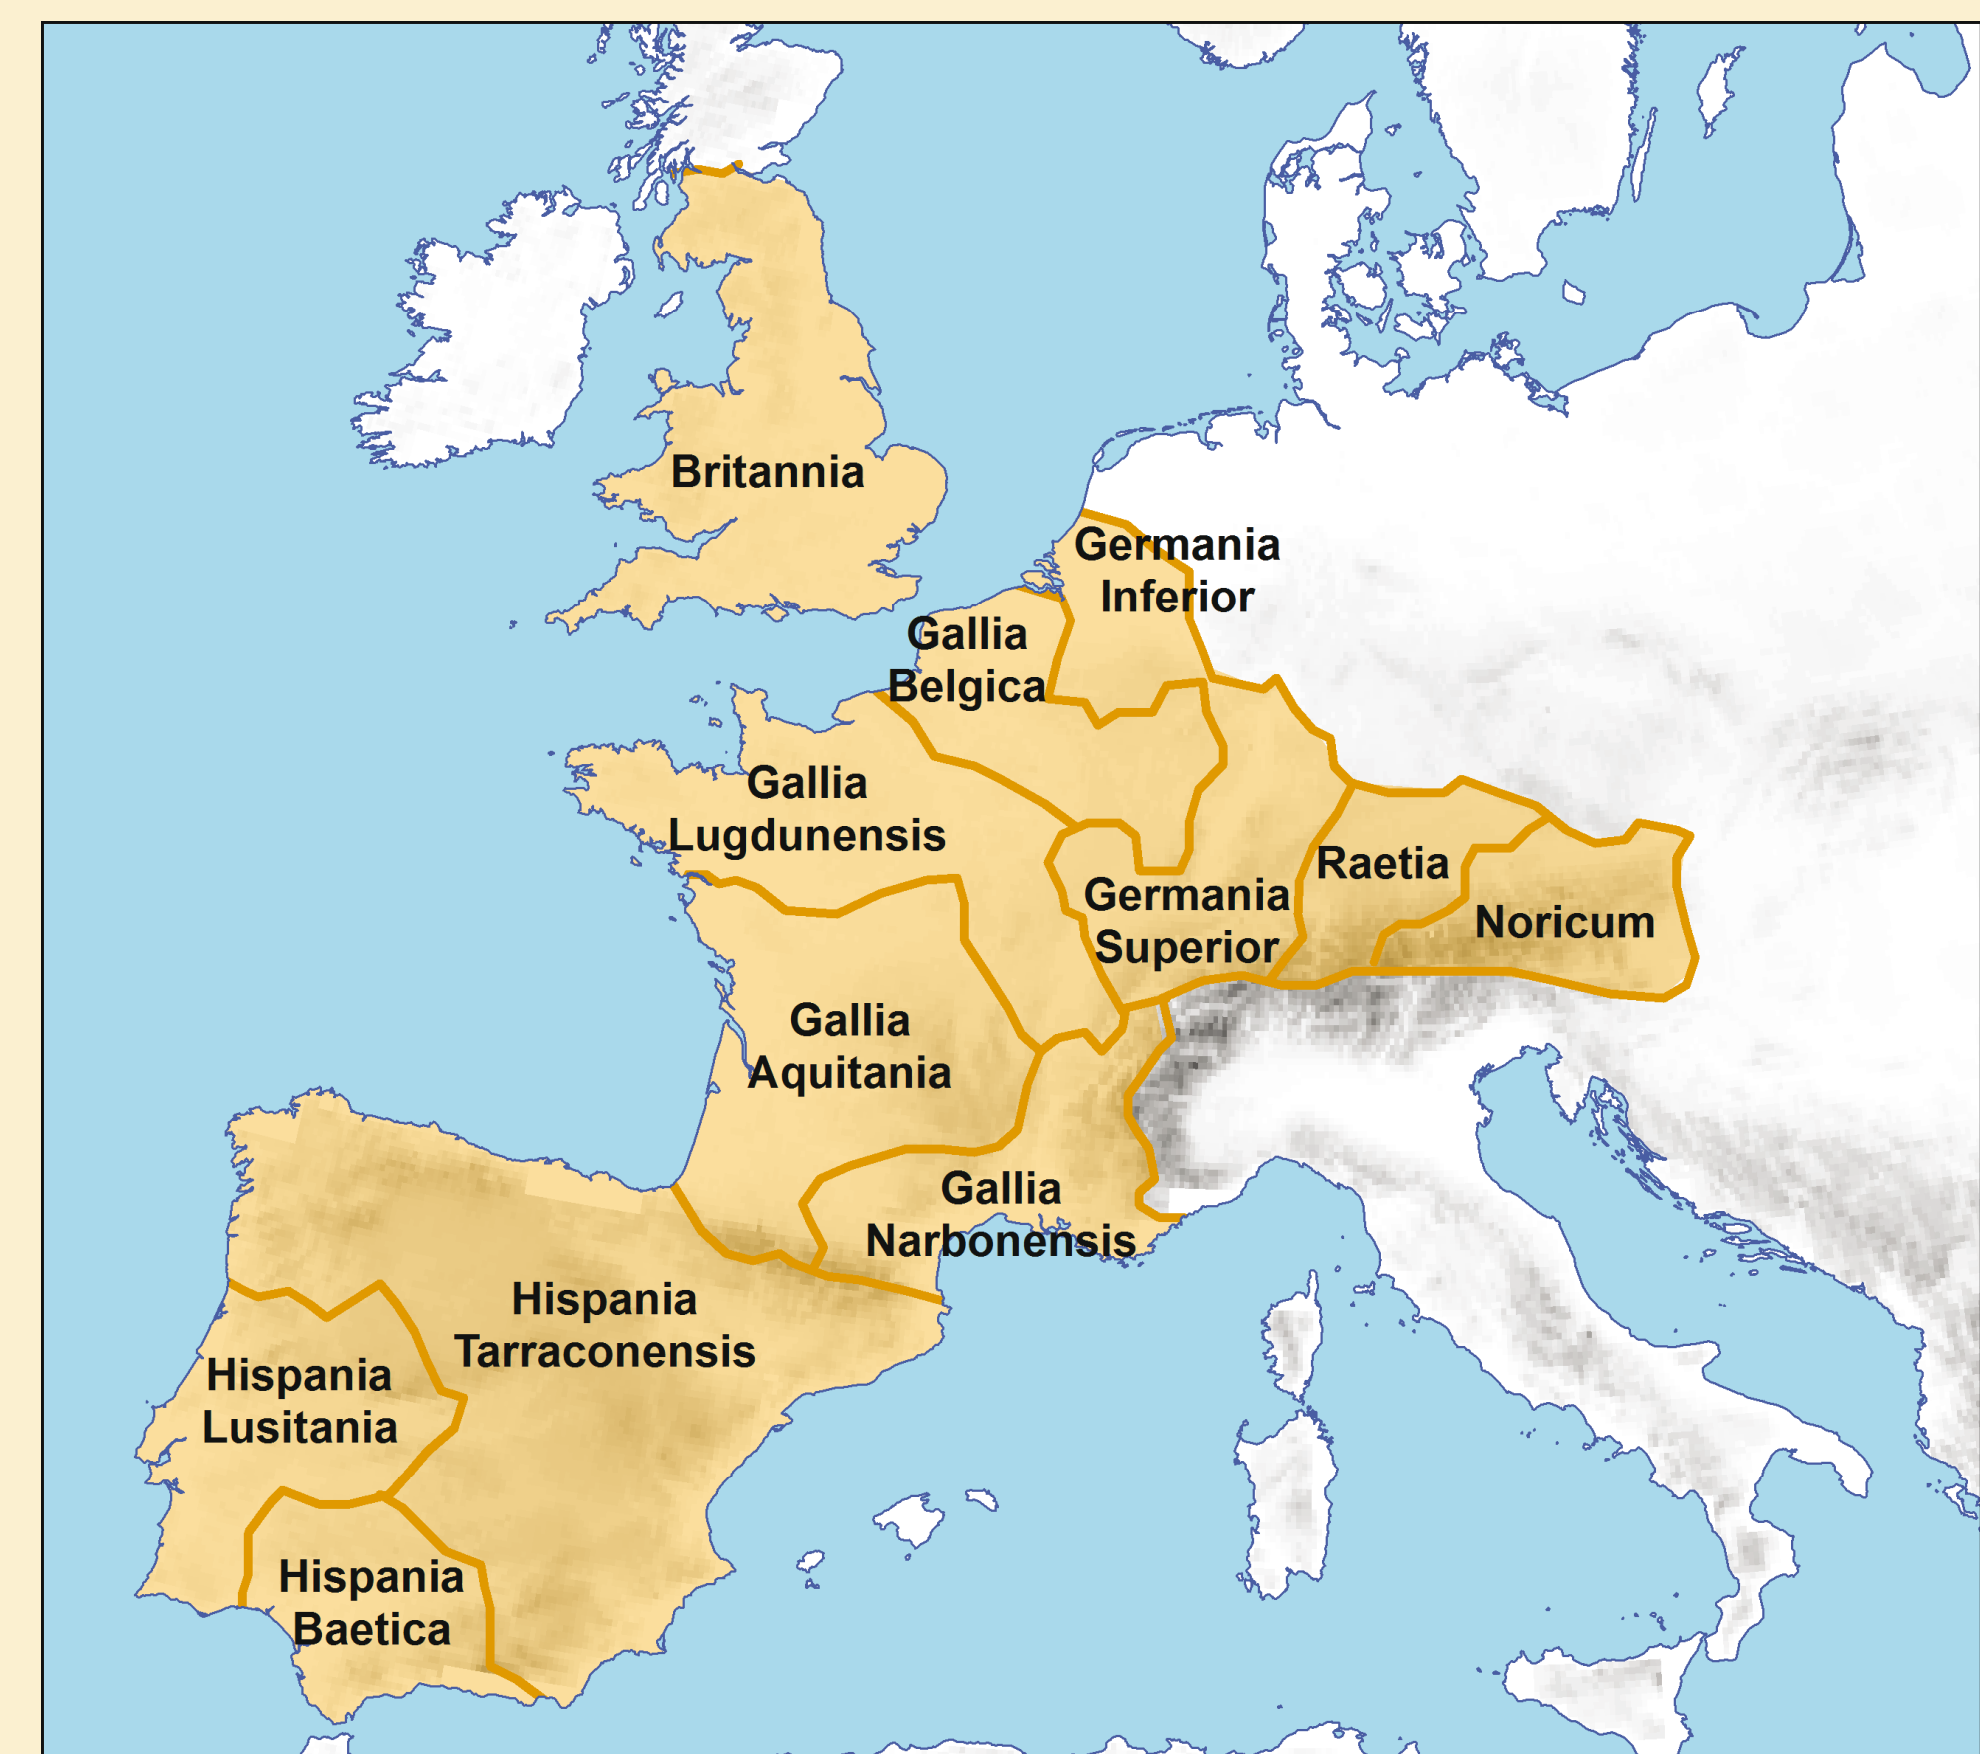 Britannia
Germania
Inferior
Gallia
Belgica
Gallia
Lugdunensis
Raetia
Germania
Superior
Noricum
Gallia
Aquitania
Gallia
Narbonensis
Hispania
Tarraconensis
Hispania
Lusitania
Hispania
Baetica